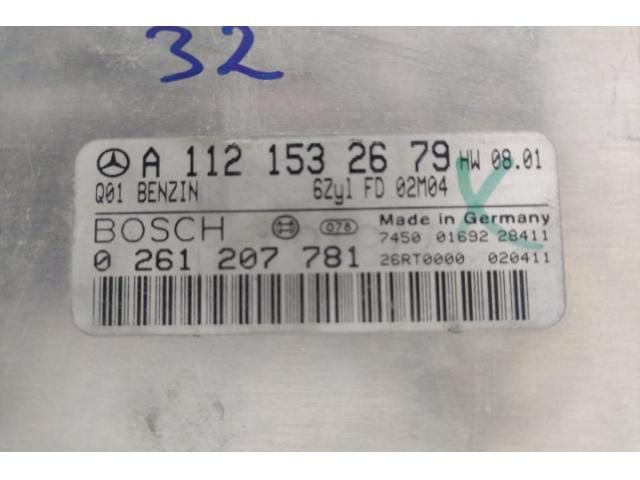 32
A 112 153 26 79 HW 08.01
Q01 BENZIN 6Zyl FD 02M04
BOSCH 078 Made in Germany
7450 01692 28411
0 261 207 781 26RT0000 020411